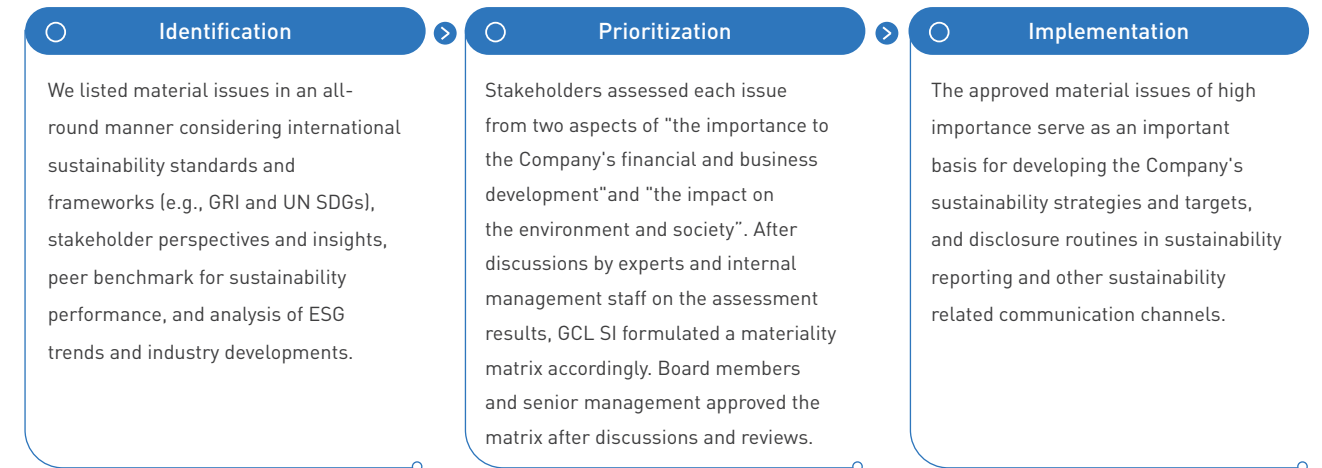 Identification
We listed material issues in an all-
round manner considering international
sustainability standards and
frameworks (e.g., GRI and UN SDGs),
stakeholder perspectives and insights,
peer benchmark for sustainability
performance, and analysis of ESG
trends and industry developments.
Prioritization
Stakeholders assessed each issue
from two aspects of "the importance to
the Company's financial and business
development"and "the impact on
the environment and society”. After
discussions by experts and internal
management staff on the assessment
results, GCL SI formulated a materiality
matrix accordingly. Board members
and senior management approved the
matrix after discussions and reviews.
Implementation
The approved material issues of high
importance serve as an important
basis for developing the Company's
sustainability strategies and targets,
and disclosure routines in sustainability
reporting and other sustainability
related communication channels.